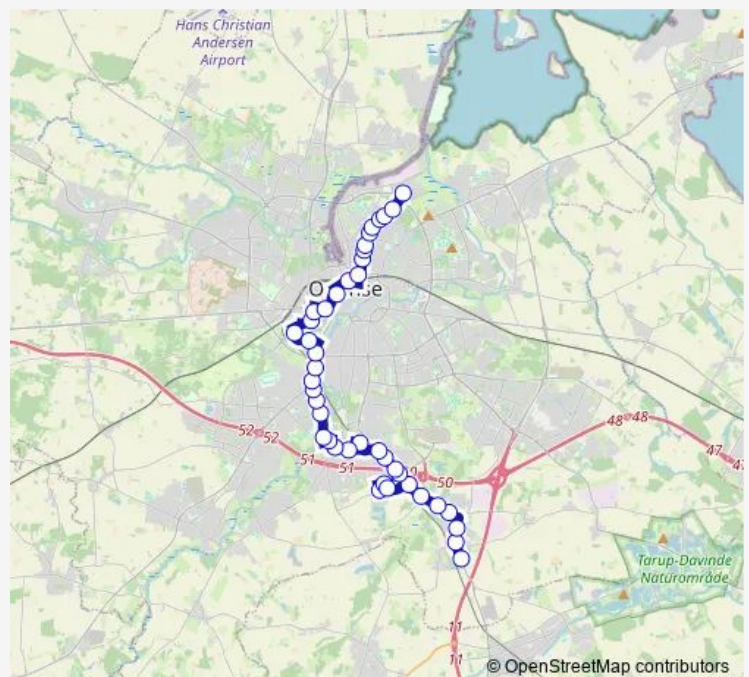 Hans Christian
Andersen
Airport
52 52
51 51
50
48 48
47
Tarup-Davinde
Naturområde
11
11
© OpenStreetMap contributors